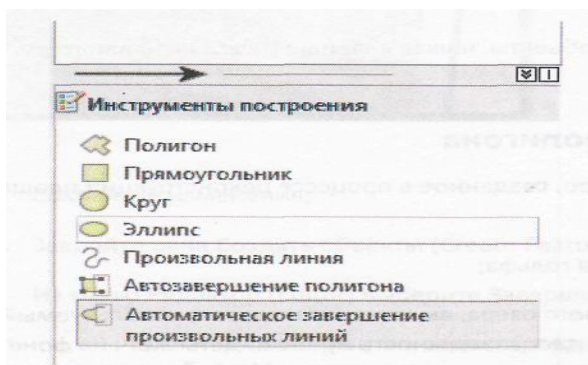 Инструменты построения
Полигон
Прямоугольник
Круг
Эллипс
Произвольная линия
Автозавершение полигона
Автоматическое завершение
произвольных линий